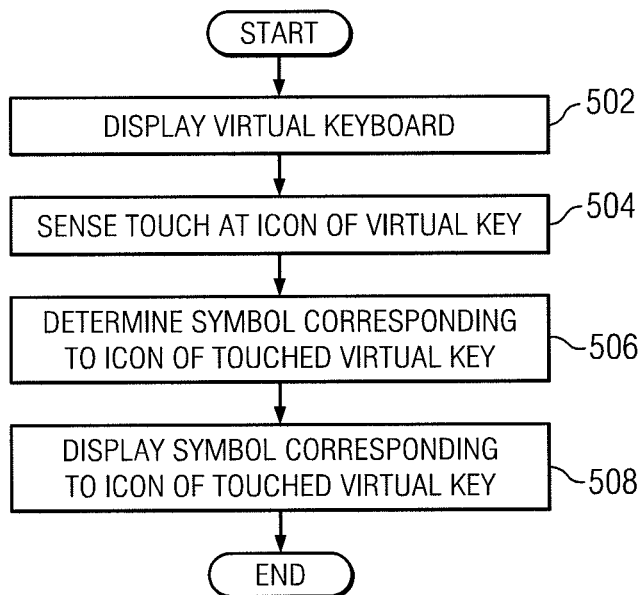 START
DISPLAY VIRTUAL KEYBOARD
502
SENSE TOUCH AT ICON OF VIRTUAL KEY
504
DETERMINE SYMBOL CORRESPONDING
TO ICON OF TOUCHED VIRTUAL KEY
506
DISPLAY SYMBOL CORRESPONDING
TO ICON OF TOUCHED VIRTUAL KEY
508
END